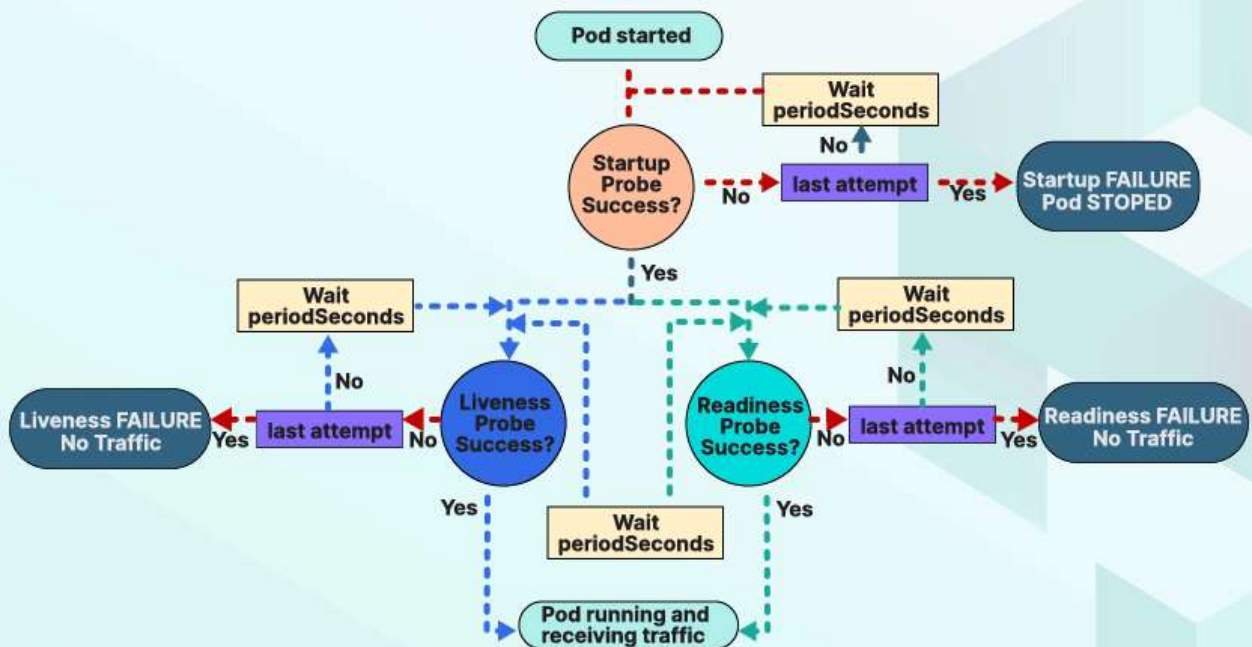 Pod started
Wait
periodSeconds
No
Startup
Probe
Success?
No
last attempt
Yes
Startup FAILURE
Pod STOPED
Yes
Wait
periodSeconds
No
Liveness FAILURE
No Traffic
Yes
last attempt
No
Liveness
Probe
Success?
Yes
Wait
periodSeconds
No
Readiness
Probe
Success?
No
last attempt
Yes
Readiness FAILURE
No Traffic
Yes
Wait
periodSeconds
Pod running and
receiving traffic